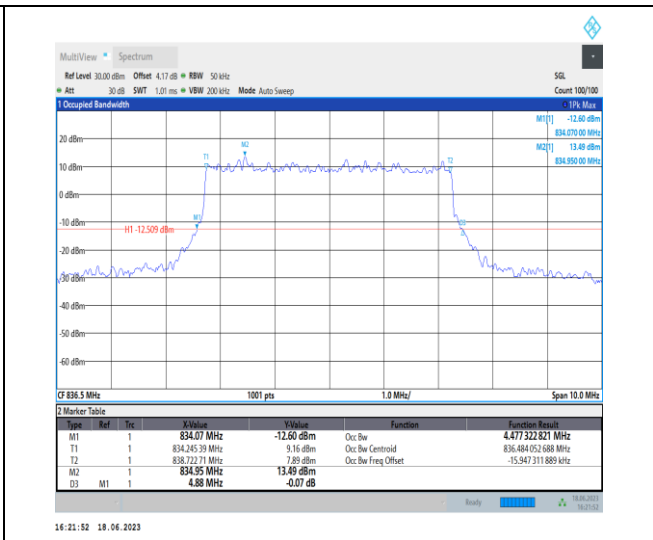 MultiView Spectrum
Ref Level 30.00 dBm Offset 4.17 dB RBW 50 kHz SGL
Att 30 dB SWT 1.01 ms VBW 200 kHz Mode Auto Sweep Count 100/100
1 Occupied Bandwidth 1Pk Max
M1[1] -12.60 dBm
834.070 00 MHz
M2[1] 13.49 dBm
834.950 00 MHz
20 dBm
M2
T1
T2
10 dBm
0 dBm
M1
-10 dBm
D3
H1 -12.509 dBm
-20 dBm
-30 dBm
-40 dBm
-50 dBm
-60 dBm
CF 836.5 MHz 1001 pts 1.0 MHz/ Span 10.0 MHz
2 Marker Table
Type Ref Trc X-Value Y-Value Function Function Result
M1 1 834.07 MHz -12.60 dBm Occ Bw 4.477 322 821 MHz
T1 1 834.245 39 MHz 9.16 dBm Occ Bw Centroid 836.484 052 688 MHz
T2 1 838.722 71 MHz 7.89 dBm Occ Bw Freq Offset -15.947 311 889 kHz
M2 1 834.95 MHz 13.49 dBm
D3 M1 1 4.88 MHz -0.07 dB
Ready 18.06.2023
16:21:52
16:21:52 18.06.2023